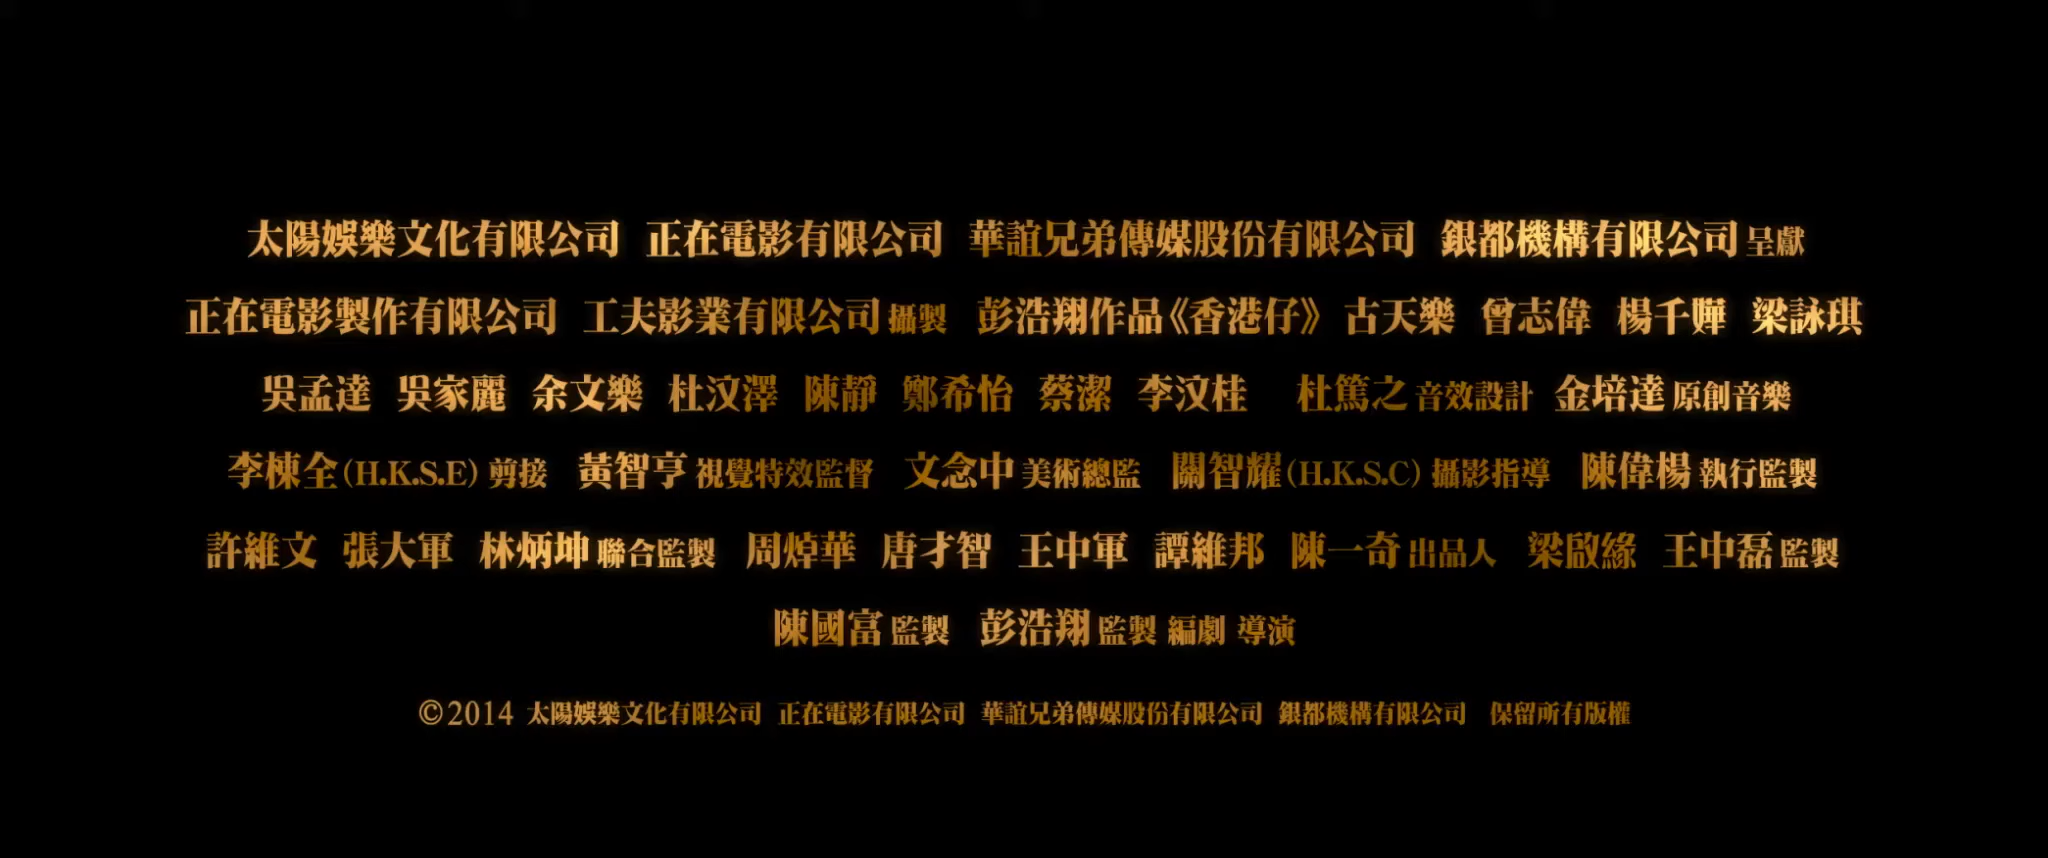 太陽娛樂文化有限公司 正在電影有限公司 華誼兄弟傳媒股份有限公司 銀都機構有限公司 呈獻
正在電影製作有限公司 工夫影業有限公司 攝製 彭浩翔作品《香港仔》 古天樂 曾志偉 楊千嬅 梁詠琪
吳孟達 吳家麗 余文樂 杜汶澤 陳靜 鄭希怡 蔡潔 李汶桂 杜篤之 音效設計 金培達 原創音樂
李棟全(H.K.S.E) 剪接 黃智亨 視覺特效監督 文念中 美術總監 關智耀(H.K.S.C) 攝影指導 陳偉楊 執行監製
許維文 張大軍 林炳坤 聯合監製 周焯華 唐才智 王中軍 譚維邦 陳一奇 出品人 梁啟緣 王中磊 監製
陳國富 監製 彭浩翔 監製 編劇 導演
©2014 太陽娛樂文化有限公司 正在電影有限公司 華誼兄弟傳媒股份有限公司 銀都機構有限公司 保留所有版權